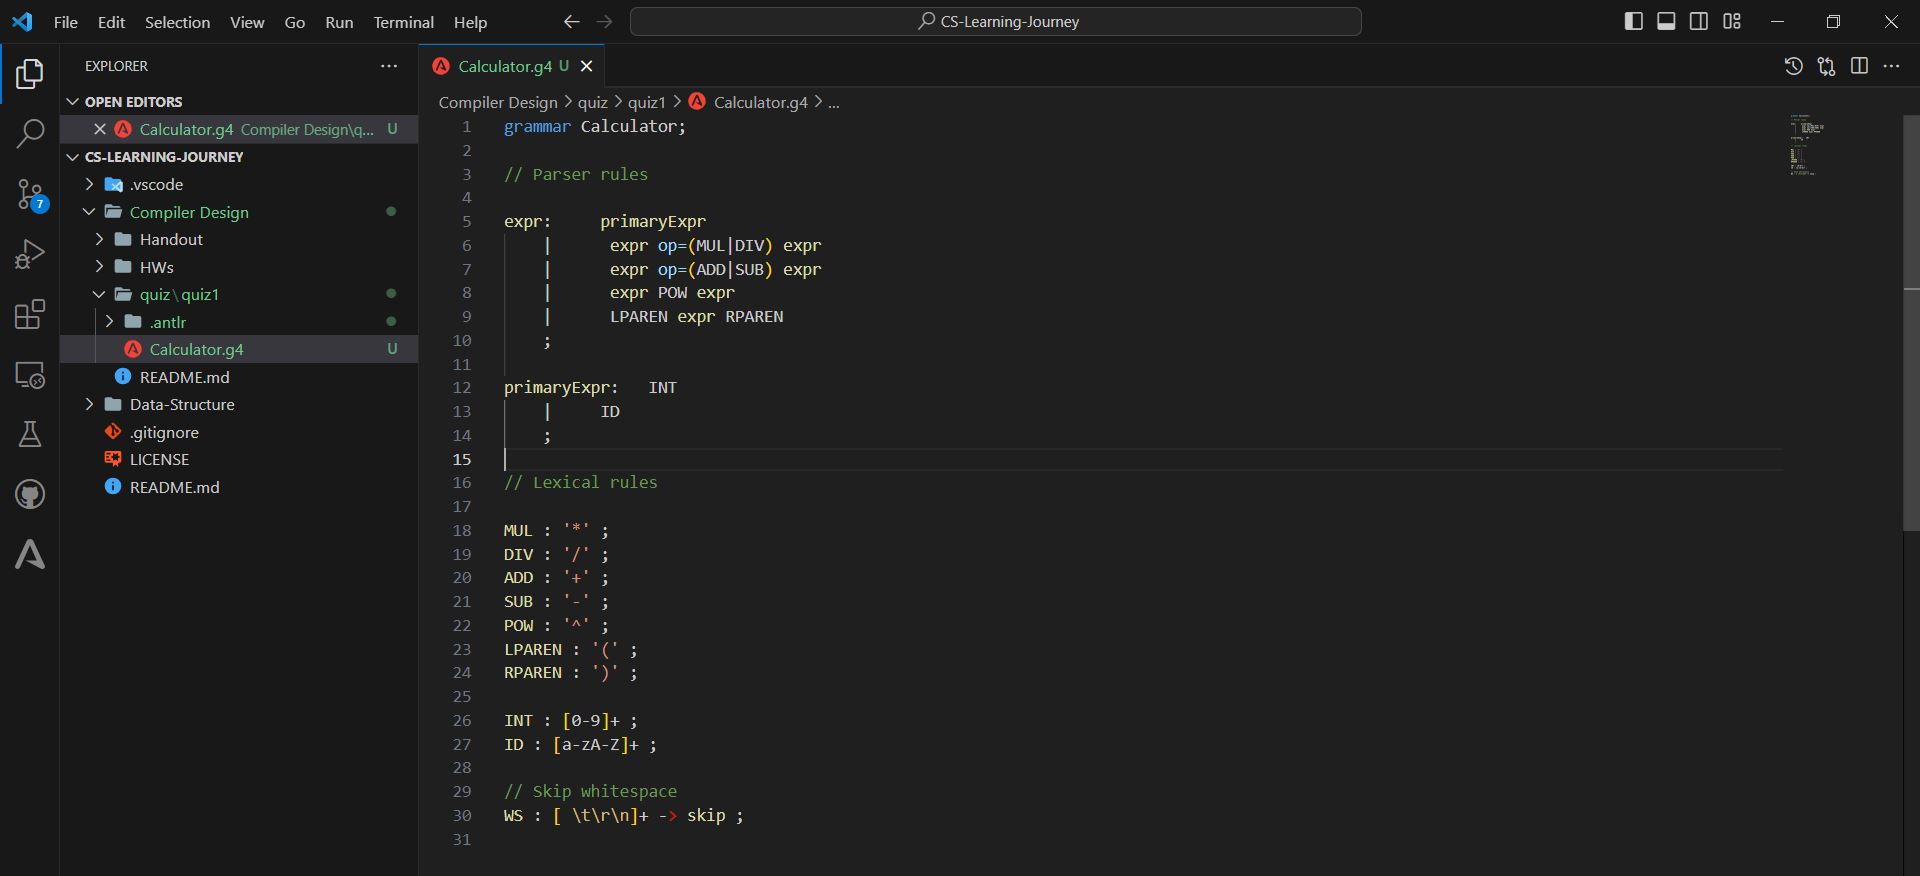 File Edit Selection View Go Run Terminal Help
CS-Learning-Journey
EXPLORER
OPEN EDITORS
Calculator.g4 Compiler Design\q... U
CS-LEARNING-JOURNEY
.vscode
Compiler Design
Handout
HWs
quiz\quiz1
.antlr
Calculator.g4 U
README.md
Data-Structure
.gitignore
LICENSE
README.md
7
Calculator.g4 U
Compiler Design > quiz > quiz1 > Calculator.g4 > ...
1 grammar Calculator;
2
3 // Parser rules
4
5 expr:     primaryExpr
6     |      expr op=(MUL|DIV) expr
7     |      expr op=(ADD|SUB) expr
8     |      expr POW expr
9     |      LPAREN expr RPAREN
10     ;
11
12 primaryExpr:   INT
13     |     ID
14     ;
15
16 // Lexical rules
17
18 MUL : '*' ;
19 DIV : '/' ;
20 ADD : '+' ;
21 SUB : '-' ;
22 POW : '^' ;
23 LPAREN : '(' ;
24 RPAREN : ')' ;
25
26 INT : [0-9]+ ;
27 ID : [a-zA-Z]+ ;
28
29 // Skip whitespace
30 WS : [ \t\r\n]+ -> skip ;
31